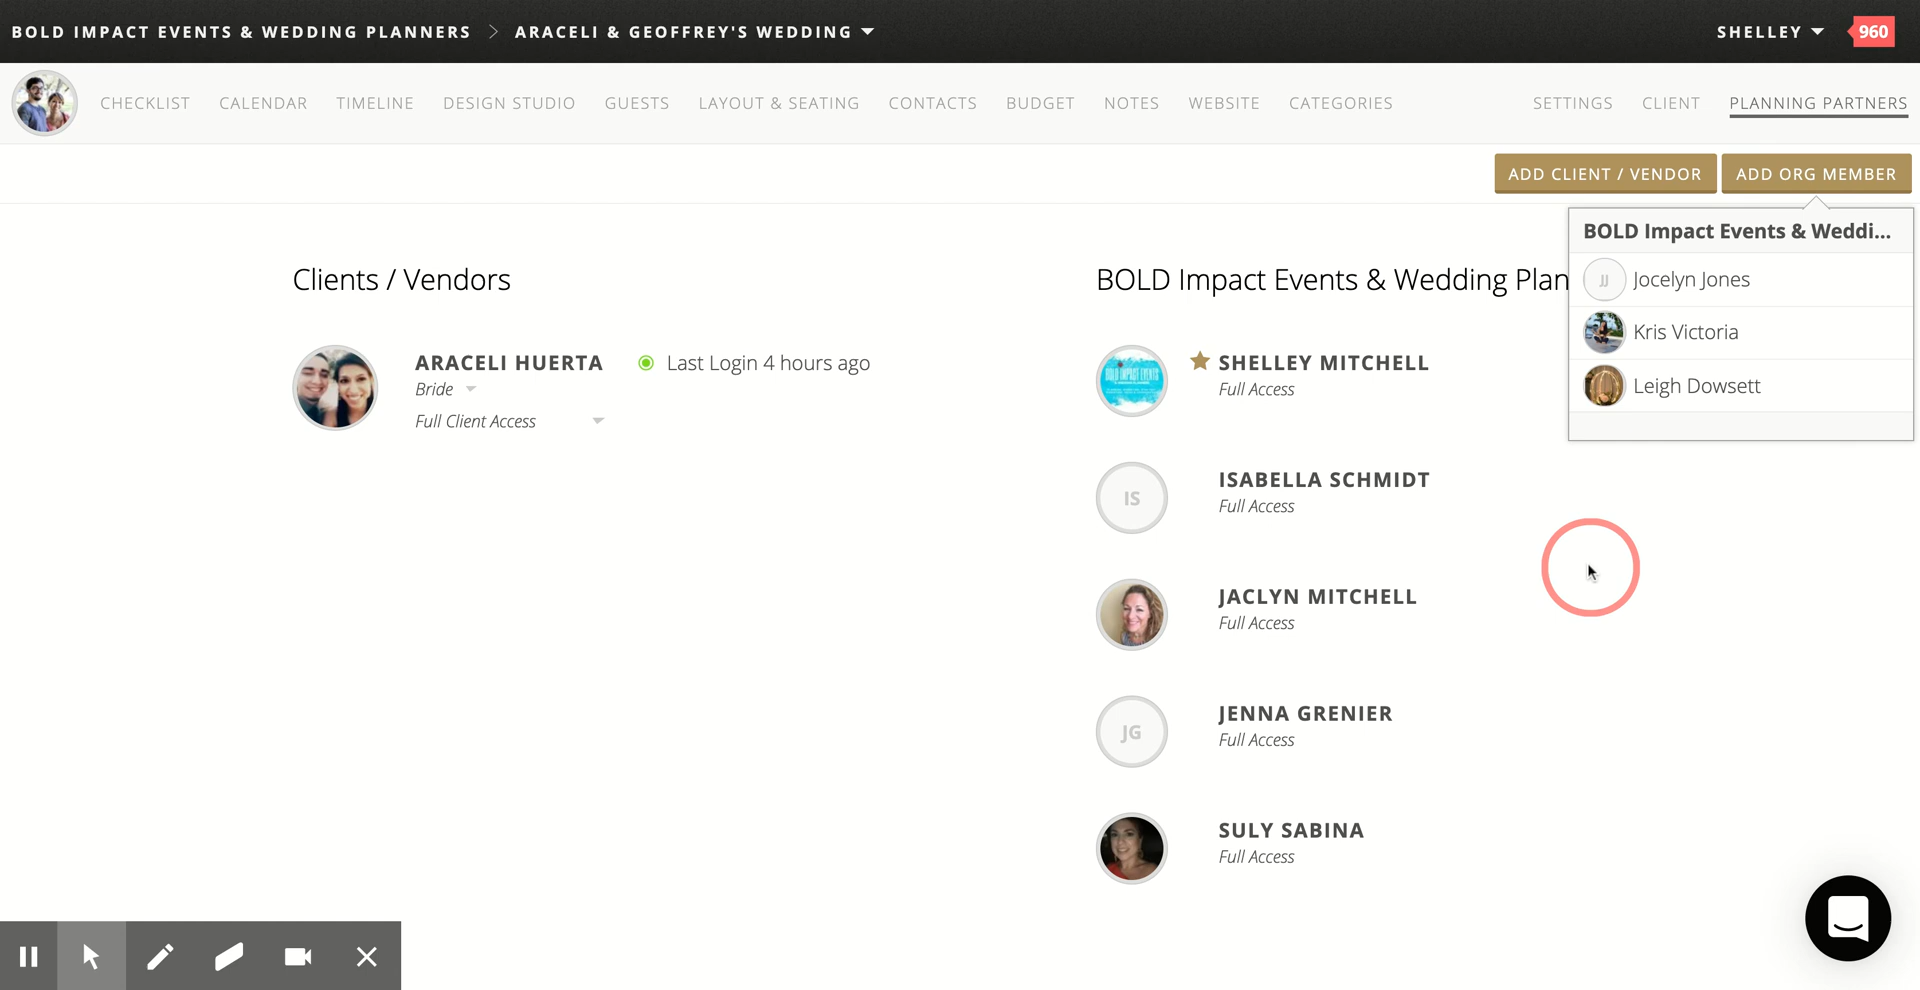 BOLD IMPACT EVENTS & WEDDING PLANNERS
ARACELI & GEOFFREY'S WEDDING
SHELLEY
960
CHECKLIST
CALENDAR
TIMELINE
DESIGN STUDIO
GUESTS
LAYOUT & SEATING
CONTACTS
BUDGET
NOTES
WEBSITE
CATEGORIES
SETTINGS
CLIENT
PLANNING PARTNERS
ADD CLIENT / VENDOR
ADD ORG MEMBER
BOLD Impact Events & Weddi...
JJ
Jocelyn Jones
Kris Victoria
Leigh Dowsett
Clients / Vendors
ARACELI HUERTA
Last Login 4 hours ago
Bride
Full Client Access
BOLD Impact Events & Wedding Plan
SHELLEY MITCHELL
Full Access
IS
ISABELLA SCHMIDT
Full Access
JACLYN MITCHELL
Full Access
JG
JENNA GRENIER
Full Access
SULY SABINA
Full Access